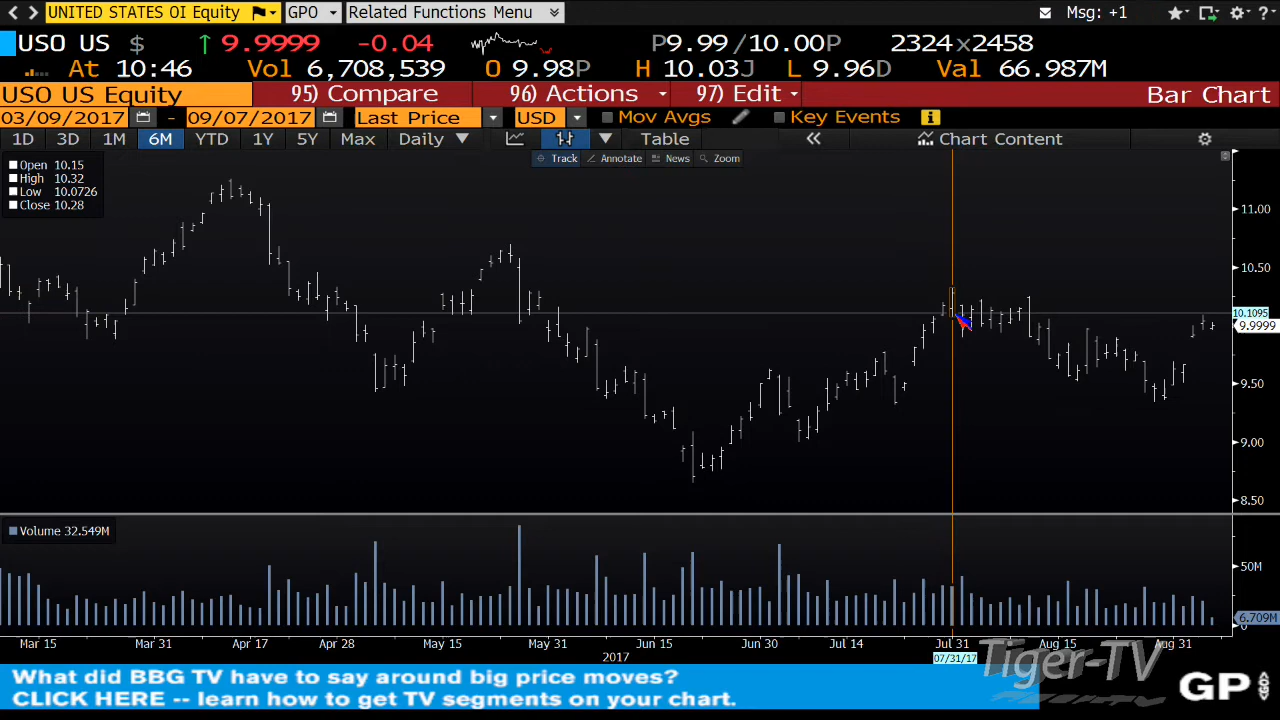 UNITED STATES OI Equity GPO Related Functions Menu Msg: +1 ?
USO US $ ↑ 9.9999 -0.04 P9.99 /10.00P 2324x2458
At 10:46 Vol 6,708,539 O 9.98P H 10.03J L 9.96D Val 66.987M
USO US Equity 95) Compare 96) Actions 97) Edit Bar Chart
03/09/2017 - 09/07/2017 Last Price USD Mov Avgs Key Events i
1D 3D 1M 6M YTD 1Y 5Y Max Daily Table « Chart Content
Track Annotate News Zoom
Open 10.15
High 10.32
Low 10.0726
Close 10.28
11.00
10.50
10.1095
9.9999
9.50
9.00
8.50
Volume 32.549M
50M
6.709M
0
Mar 15 Mar 31 Apr 17 Apr 28 May 15 May 31 Jun 15 Jun 30 Jul 14 Jul 31 Aug 15 Aug 31
2017
07/31/17
Tiger-TV
What did BBG TV have to say around big price moves?
CLICK HERE -- learn how to get TV segments on your chart.
GP GO